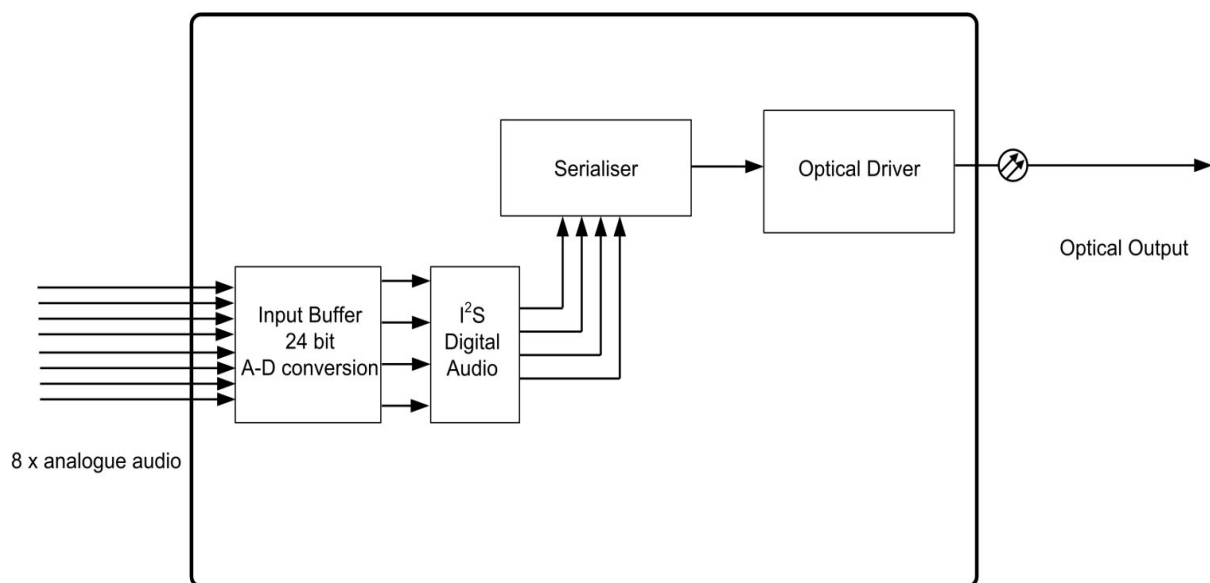 Serialiser
Optical Driver
Optical Output
Input Buffer
24 bit
A-D conversion
I²S
Digital
Audio
8 x analogue audio